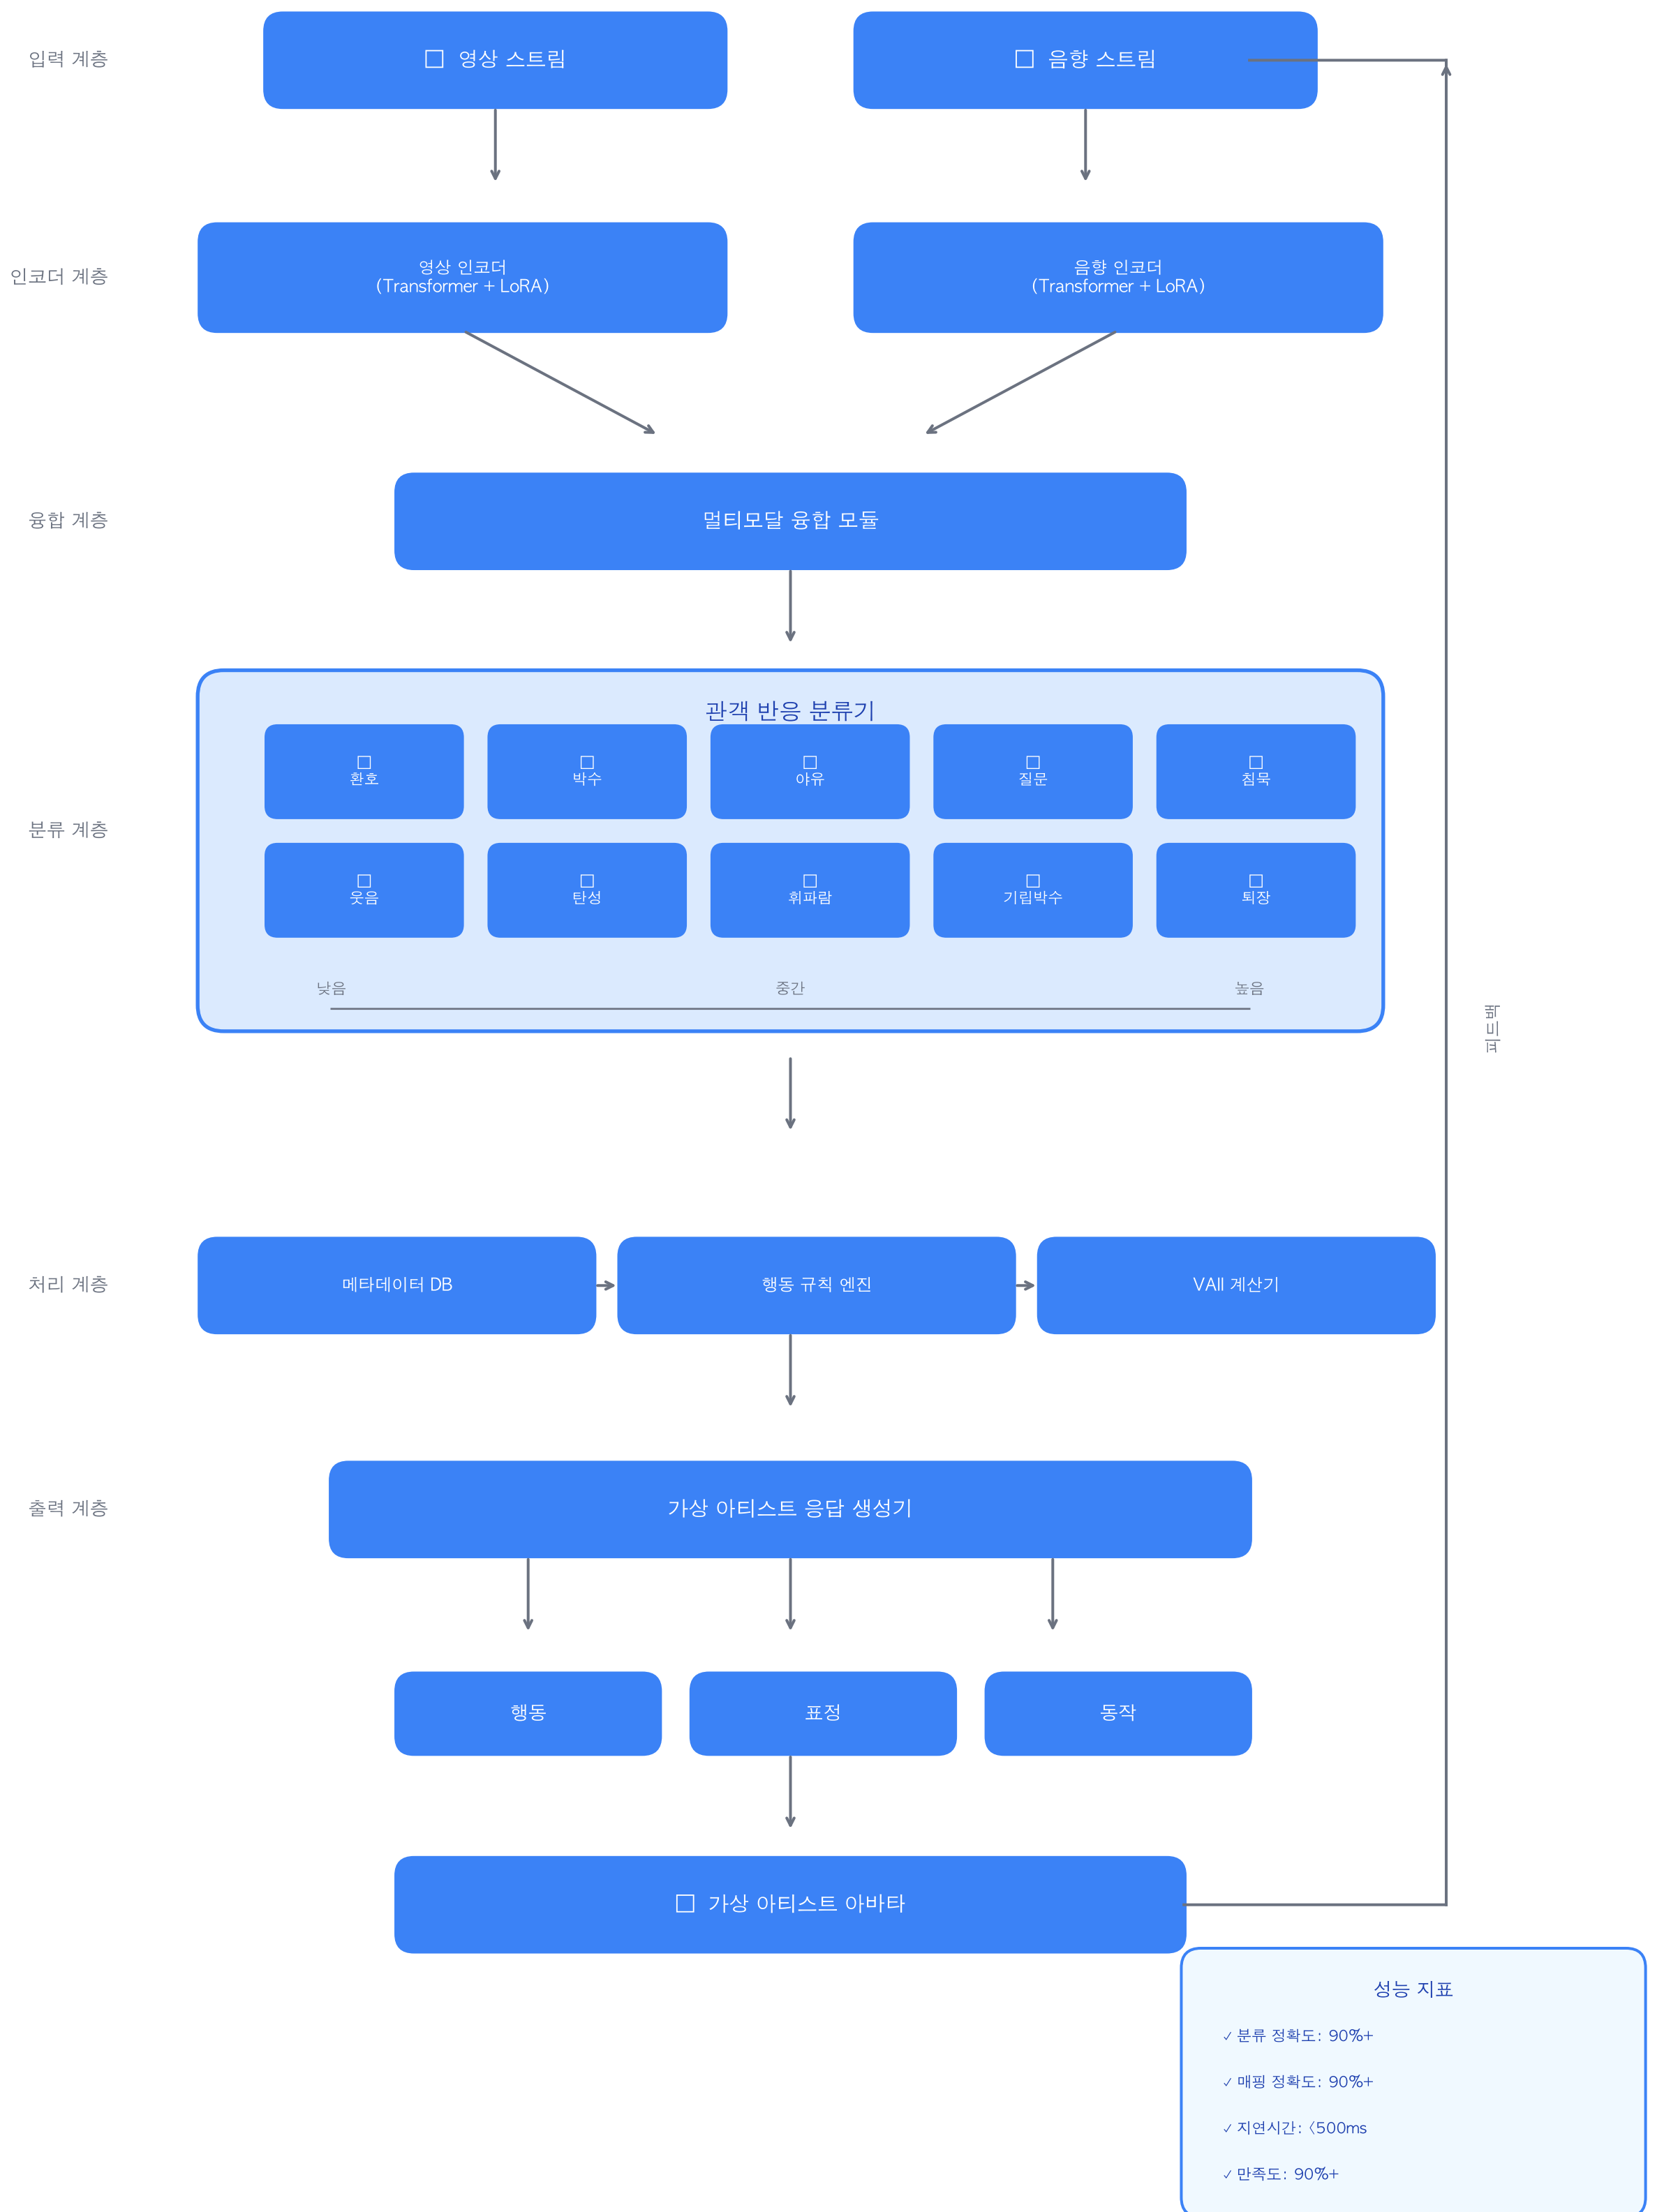 입력 계층
□ 영상 스트림
□ 음향 스트림
인코더 계층
영상 인코더
(Transformer + LoRA)
음향 인코더
(Transformer + LoRA)
융합 계층
멀티모달 융합 모듈
분류 계층
관객 반응 분류기
□
환호
□
박수
□
야유
□
질문
□
침묵
□
웃음
□
탄성
□
휘파람
□
기립박수
□
퇴장
낮음
중간
높음
피드백
처리 계층
메타데이터 DB
행동 규칙 엔진
VAII 계산기
출력 계층
가상 아티스트 응답 생성기
행동
표정
동작
□ 가상 아티스트 아바타
성능 지표
✓ 분류 정확도: 90%+
✓ 매핑 정확도: 90%+
✓ 지연시간: <500ms
✓ 만족도: 90%+